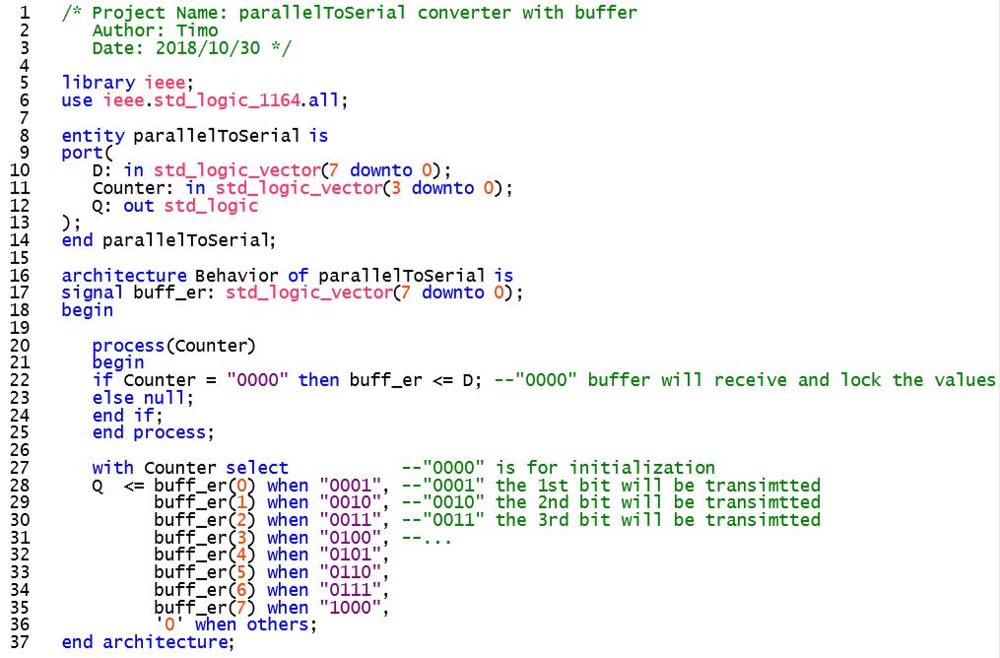 1 /* Project Name: parallelToSerial converter with buffer
2 Author: Timo
3 Date: 2018/10/30 */
4
5 library ieee;
6 use ieee.std_logic_1164.all;
7
8 entity parallelToSerial is
9 port(
10 D: in std_logic_vector(7 downto 0);
11 Counter: in std_logic_vector(3 downto 0);
12 Q: out std_logic
13 );
14 end parallelToSerial;
15
16 architecture Behavior of parallelToSerial is
17 signal buff_er: std_logic_vector(7 downto 0);
18 begin
19
20 process(Counter)
21 begin
22 if Counter = "0000" then buff_er <= D; --"0000" buffer will receive and lock the values
23 else null;
24 end if;
25 end process;
26
27 with Counter select --"0000" is for initialization
28 Q <= buff_er(0) when "0001", --"0001" the 1st bit will be transimtted
29 buff_er(1) when "0010", --"0010" the 2nd bit will be transimtted
30 buff_er(2) when "0011", --"0011" the 3rd bit will be transimtted
31 buff_er(3) when "0100", --...
32 buff_er(4) when "0101",
33 buff_er(5) when "0110",
34 buff_er(6) when "0111",
35 buff_er(7) when "1000",
36 '0' when others;
37 end architecture;